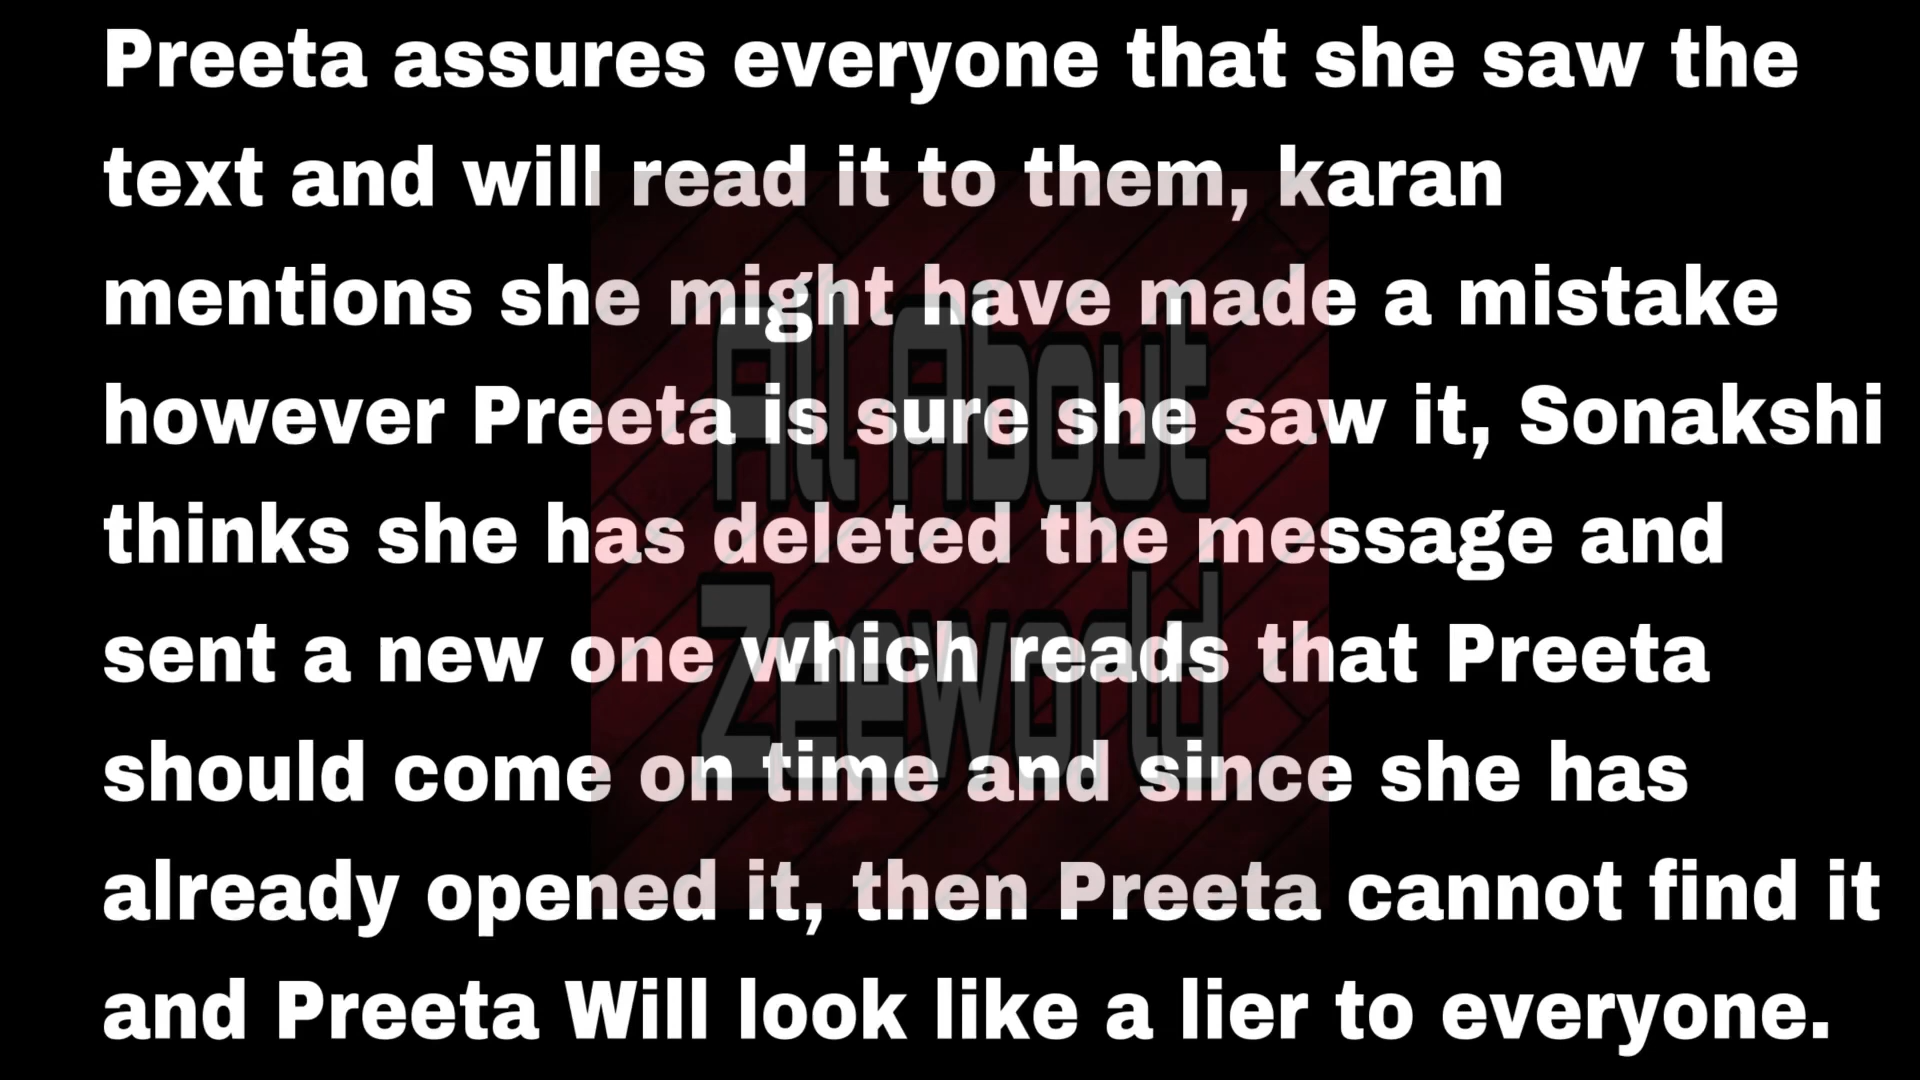 Preeta assures everyone that she saw the
text and will read it to them, karan
mentions she might have made a mistake
however Preeta is sure she saw it, Sonakshi
thinks she has deleted the message and
sent a new one which reads that Preeta
should come on time and since she has
already opened it, then Preeta cannot find it
and Preeta Will look like a lier to everyone.
All About
Zeeworld